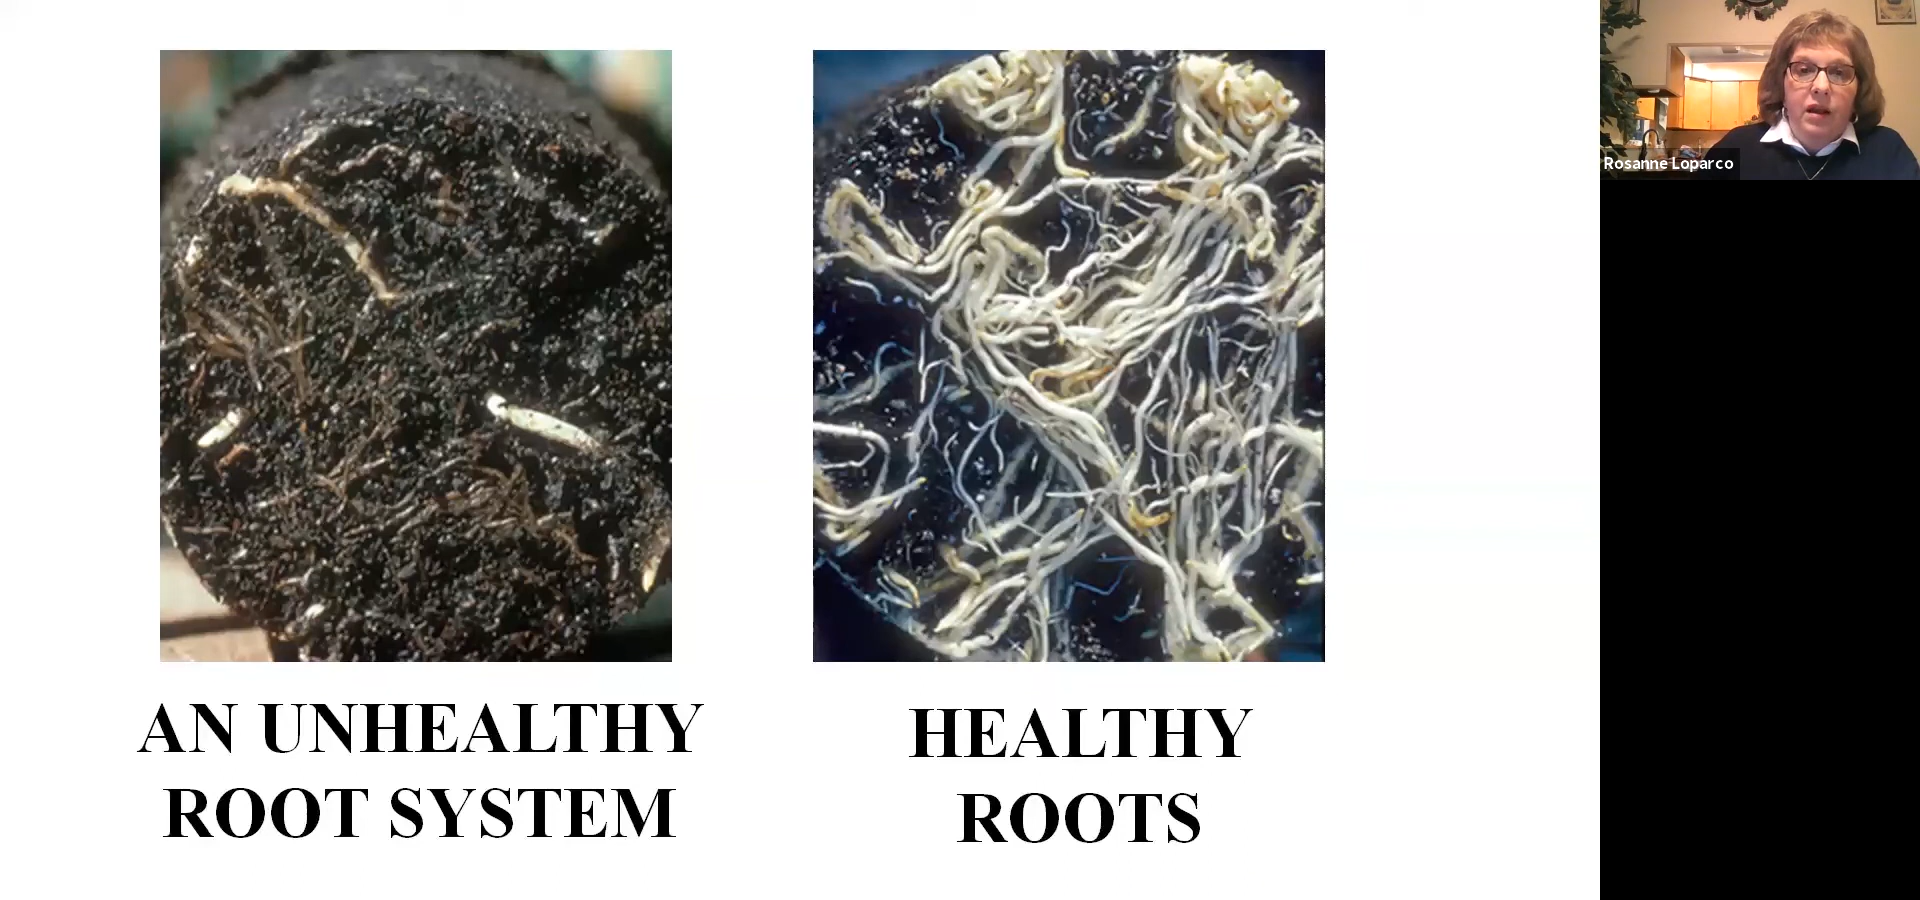 AN UNHEALTHY
ROOT SYSTEM
HEALTHY
ROOTS
Rosanne Loparco